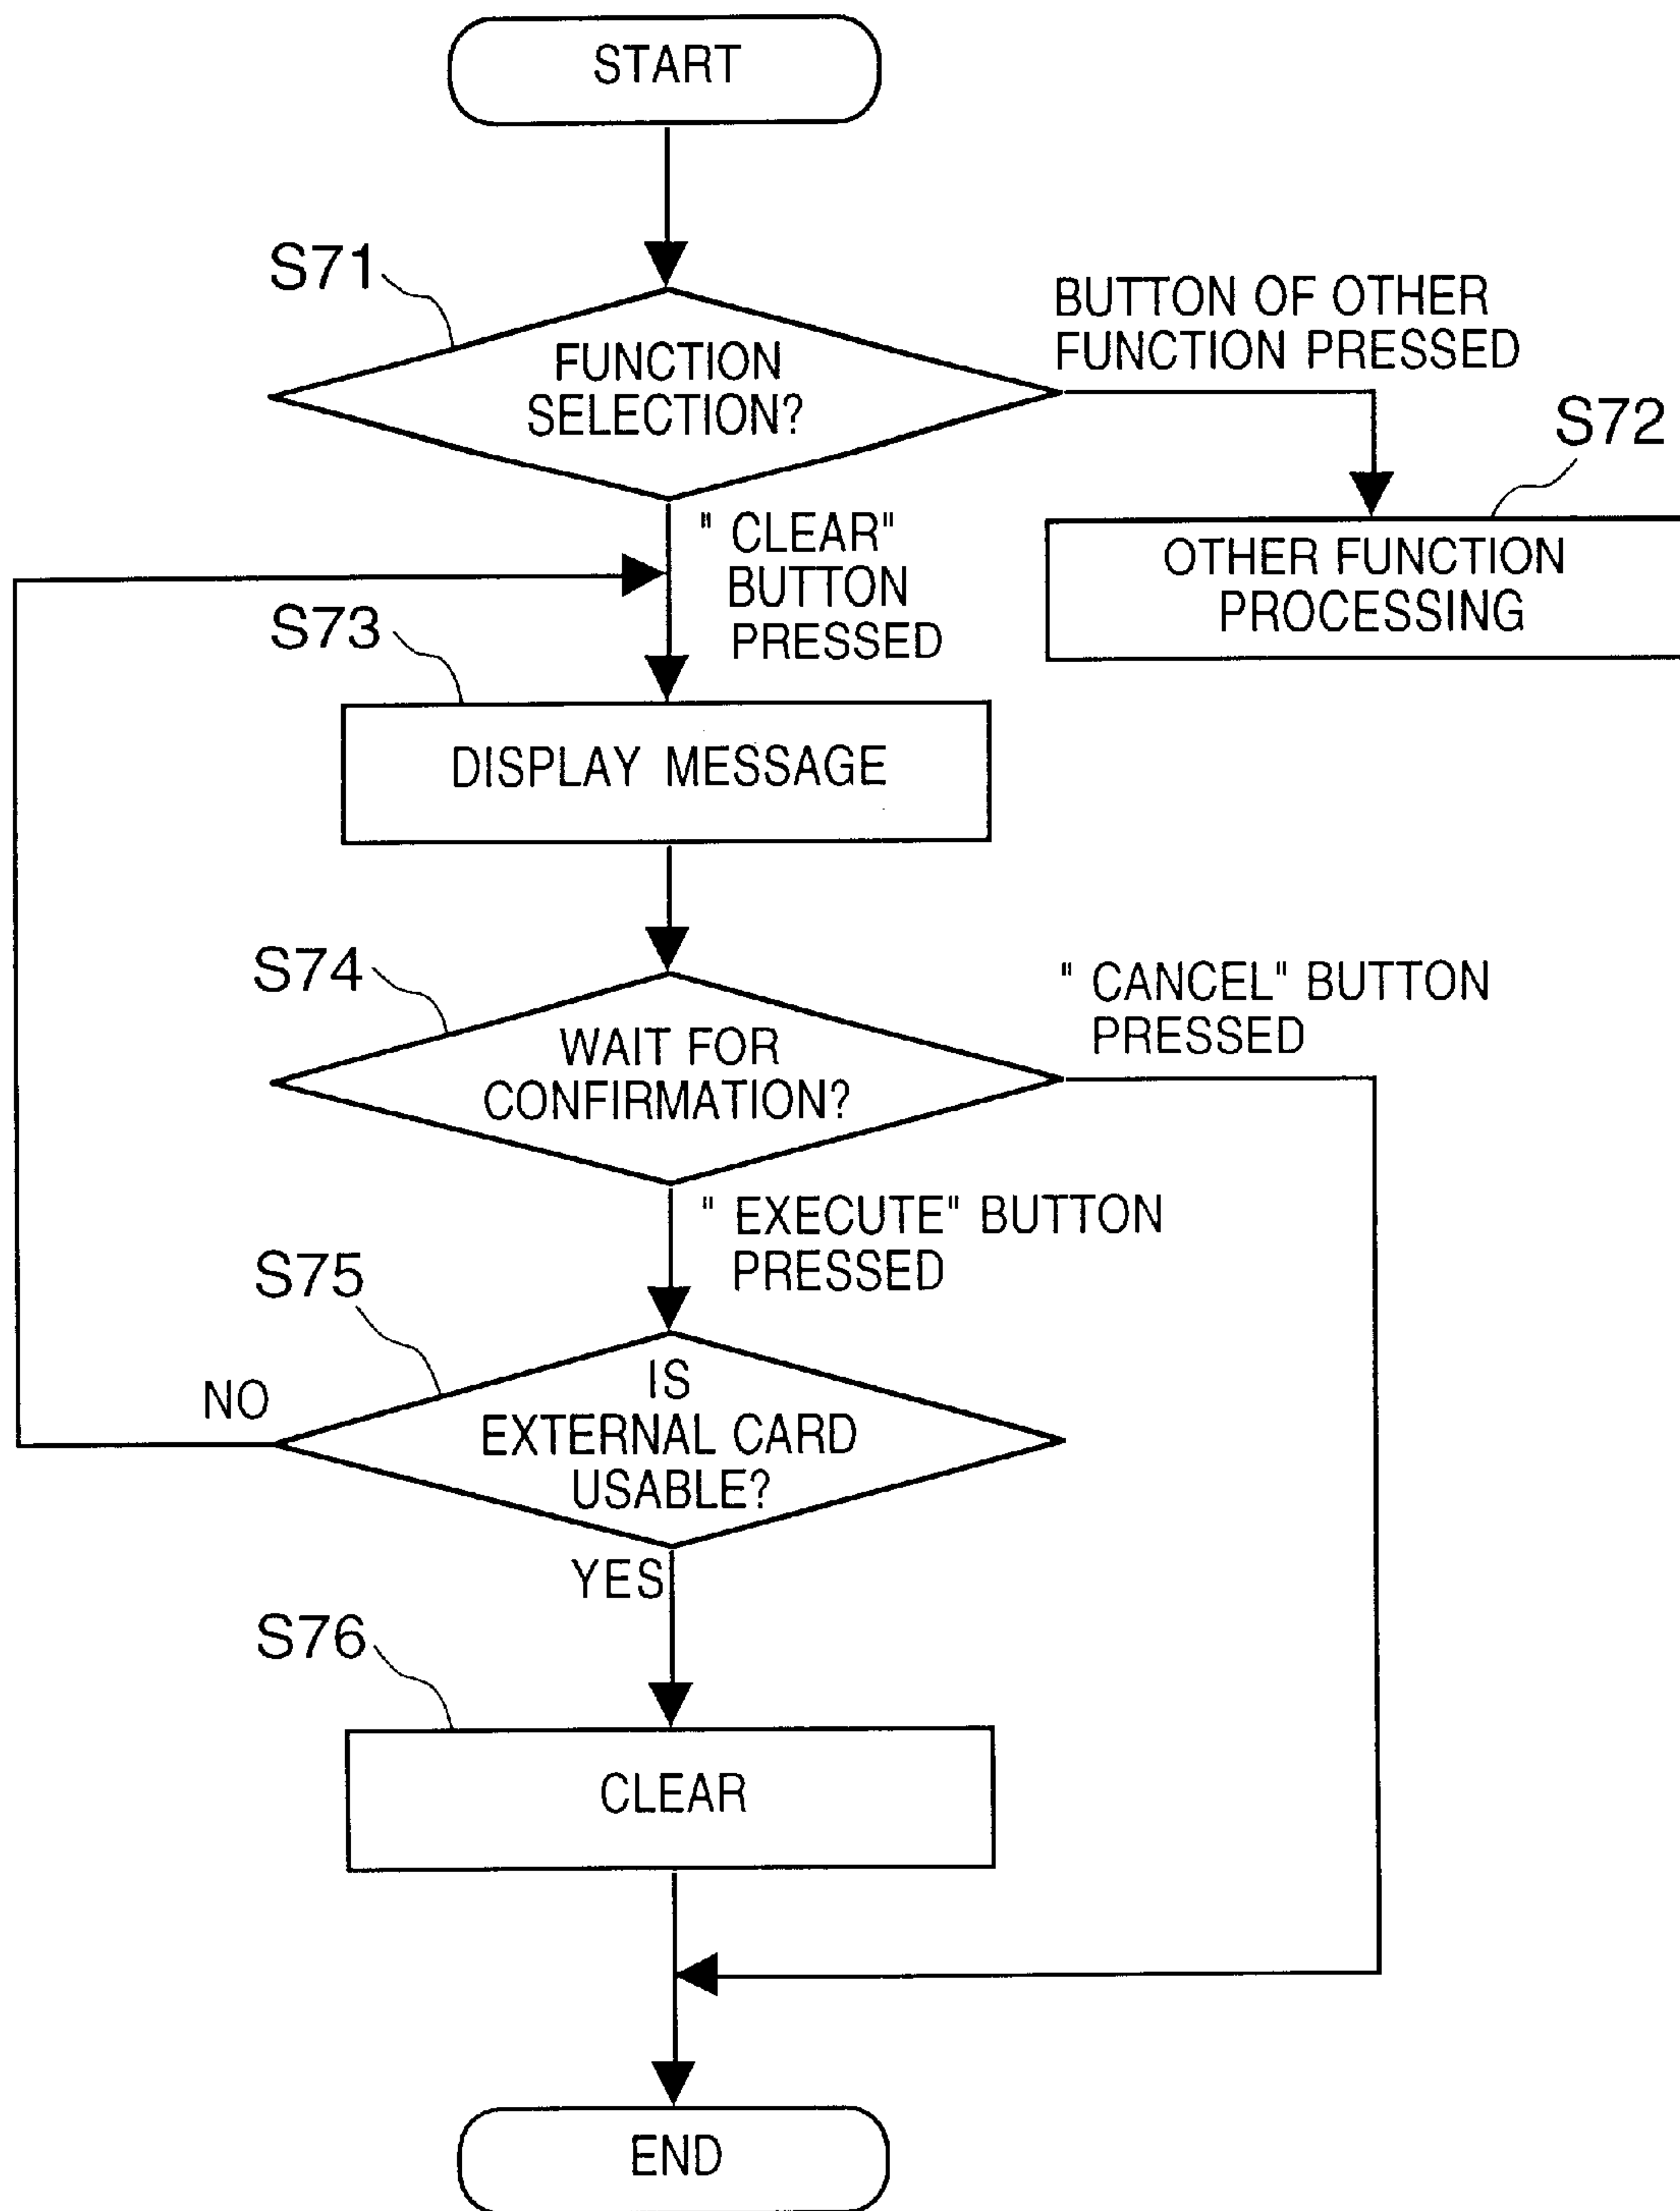 START
S71
FUNCTION
SELECTION?
BUTTON OF OTHER
FUNCTION PRESSED
S72
OTHER FUNCTION
PROCESSING
" CLEAR"
BUTTON
PRESSED
S73
DISPLAY MESSAGE
S74
WAIT FOR
CONFIRMATION?
" CANCEL" BUTTON
PRESSED
" EXECUTE" BUTTON
PRESSED
S75
NO
IS
EXTERNAL CARD
USABLE?
YES
S76
CLEAR
END